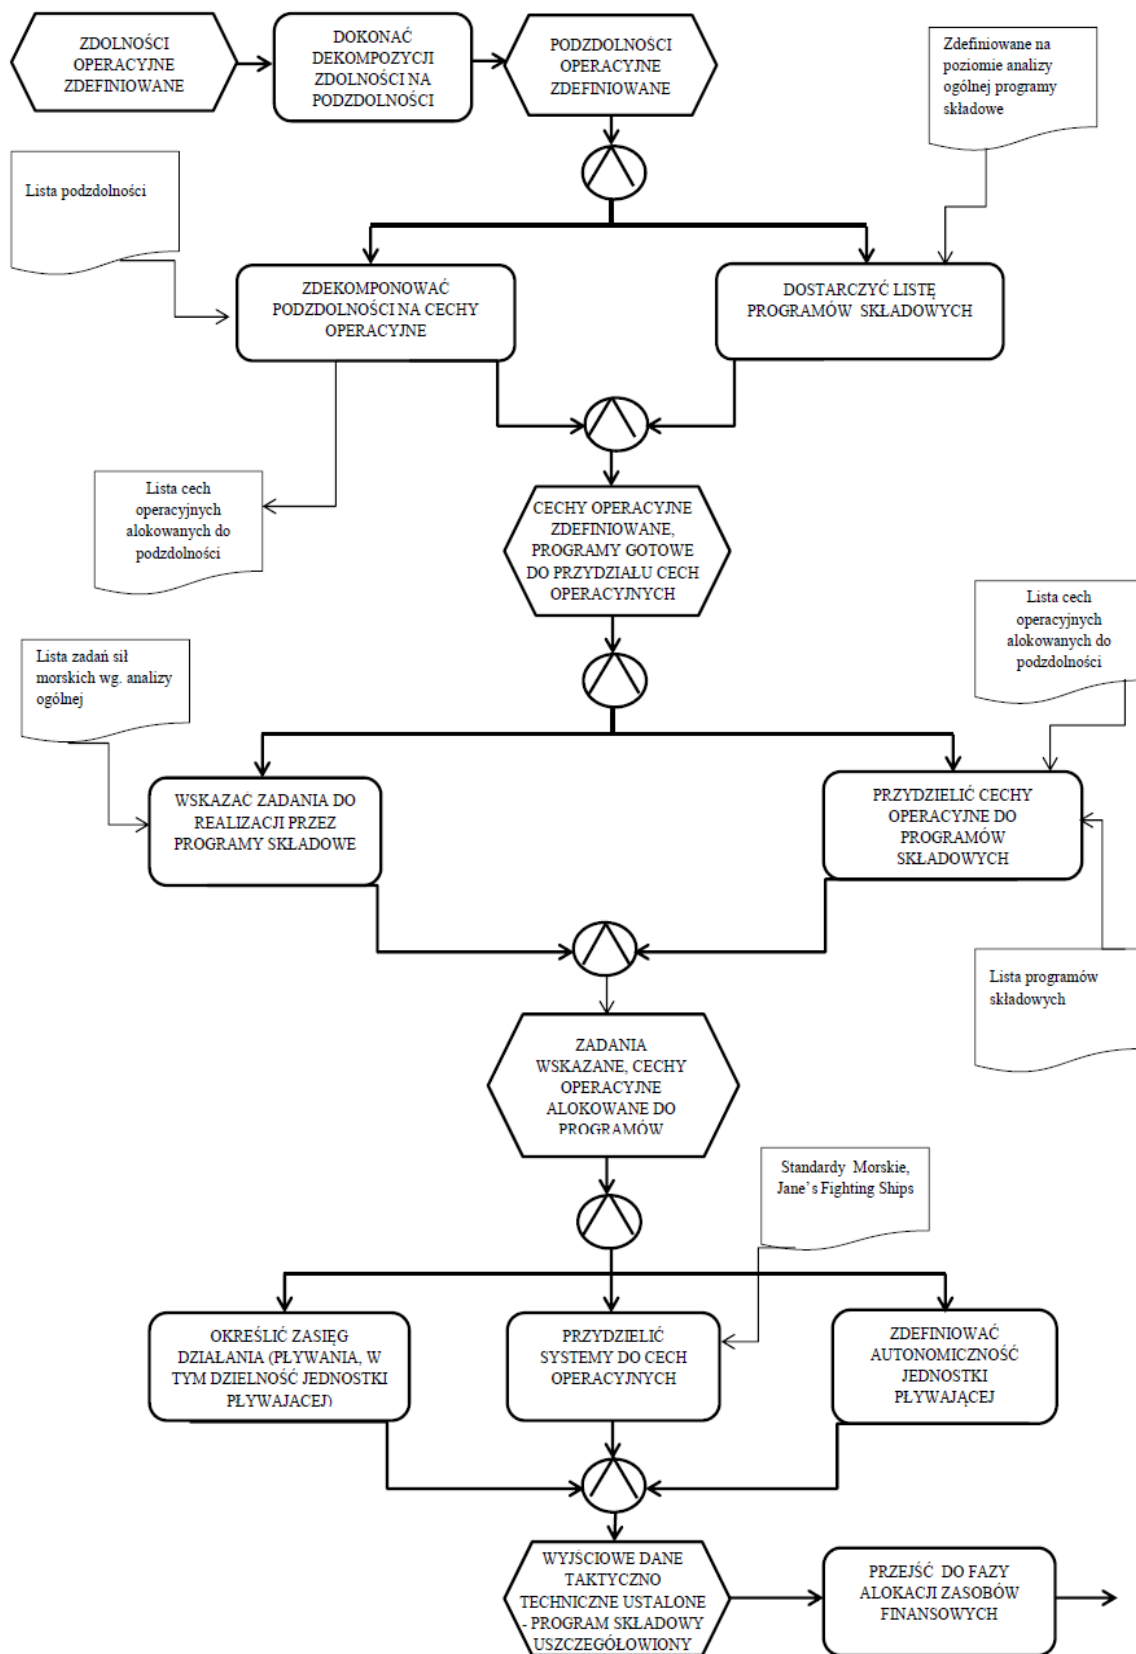 ZDOLNOŚCI
OPERACYJNE
ZDEFINIOWANE
DOKONAĆ
DEKOMPOZYCJI
ZDOLNOŚCI NA
PODZDOLNOŚCI
PODZDOLNOŚCI
OPERACYJNE
ZDEFINIOWANE
Zdefiniowane na
poziomie analizy
ogólnej programy
składowe
Lista podzdolności
ZDEKOMPONOWAĆ
PODZDOLNOŚCI NA CECHY
OPERACYJNE
DOSTARCZYĆ LISTĘ
PROGRAMÓW SKŁADOWYCH
Lista cech
operacyjnych
alokowanych do
podzdolności
CECHY OPERACYJNE
ZDEFINIOWANE,
PROGRAMY GOTOWE
DO PRZYDZIAŁU CECH
OPERACYJNYCH
Lista cech
operacyjnych
alokowanych do
podzdolności
Lista zadań sił
morskich wg. analizy
ogólnej
WSKAZAĆ ZADANIA DO
REALIZACJI PRZEZ
PROGRAMY SKŁADOWE
PRZYDZIELIĆ CECHY
OPERACYJNE DO
PROGRAMÓW
SKŁADOWYCH
Lista programów
składowych
ZADANIA
WSKAZANE, CECHY
OPERACYJNE
ALOKOWANE DO
PROGRAMÓW
Standardy Morskie,
Jane's Fighting Ships
OKREŚLIĆ ZASIĘG
DZIAŁANIA (PŁYWANIA, W
TYM DZIELNOŚĆ JEDNOSTKI
PŁYWAJACEJ)
PRZYDZIELIĆ
SYSTEMY DO CECH
OPERACYJNYCH
ZDEFINIOWAĆ
AUTONOMICZNOŚĆ
JEDNOSTKI
PŁYWAJĄCEJ
WYJŚCIOWE DANE
TAKTYCZNO
TECHNICZNE USTALONE
- PROGRAM SKŁADOWY
USZCZEGÓŁOWIONY
PRZEJŚĆ DO FAZY
ALOKACJI ZASOBÓW
FINANSOWYCH